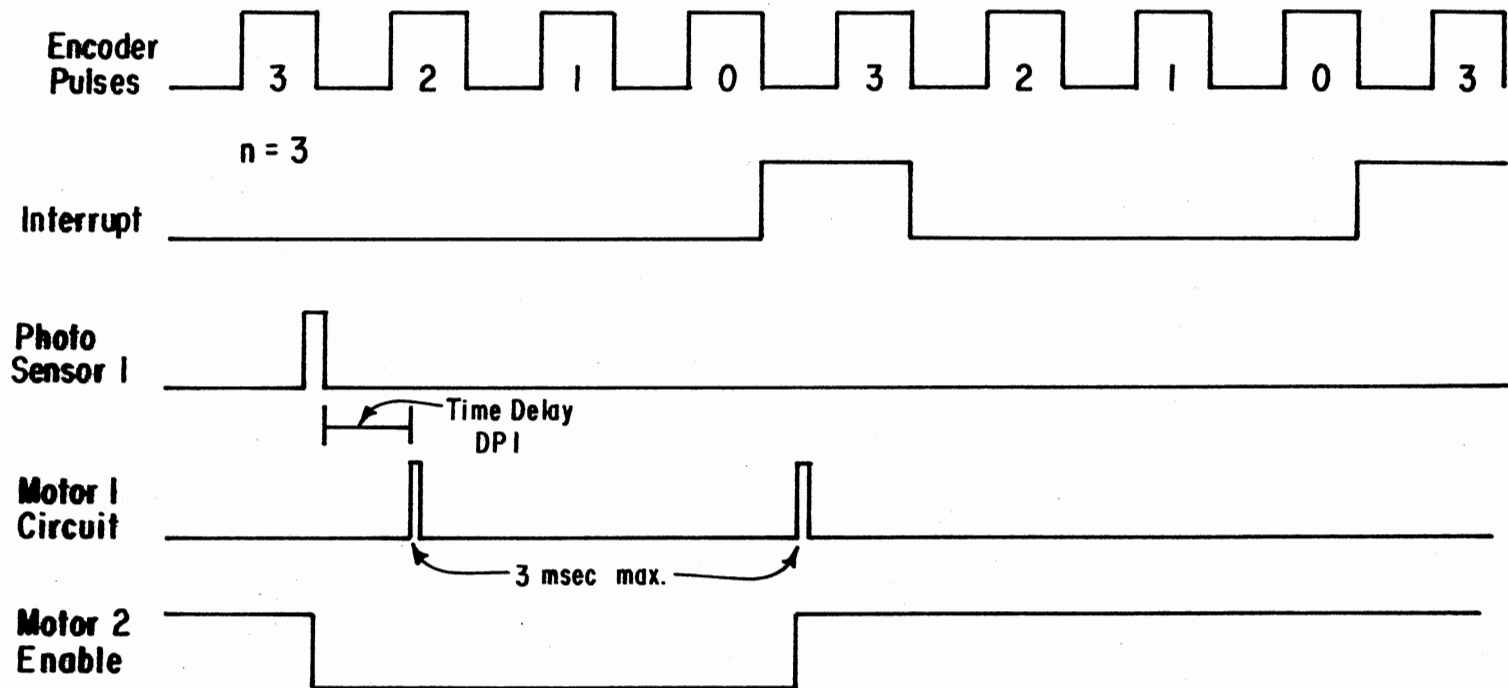 Encoder
Pulses
3 2 1 0 3 2 1 0 3
n = 3
Interrupt
Photo
Sensor 1
Time Delay
DP1
Motor 1
Circuit
3 msec max.
Motor 2
Enable